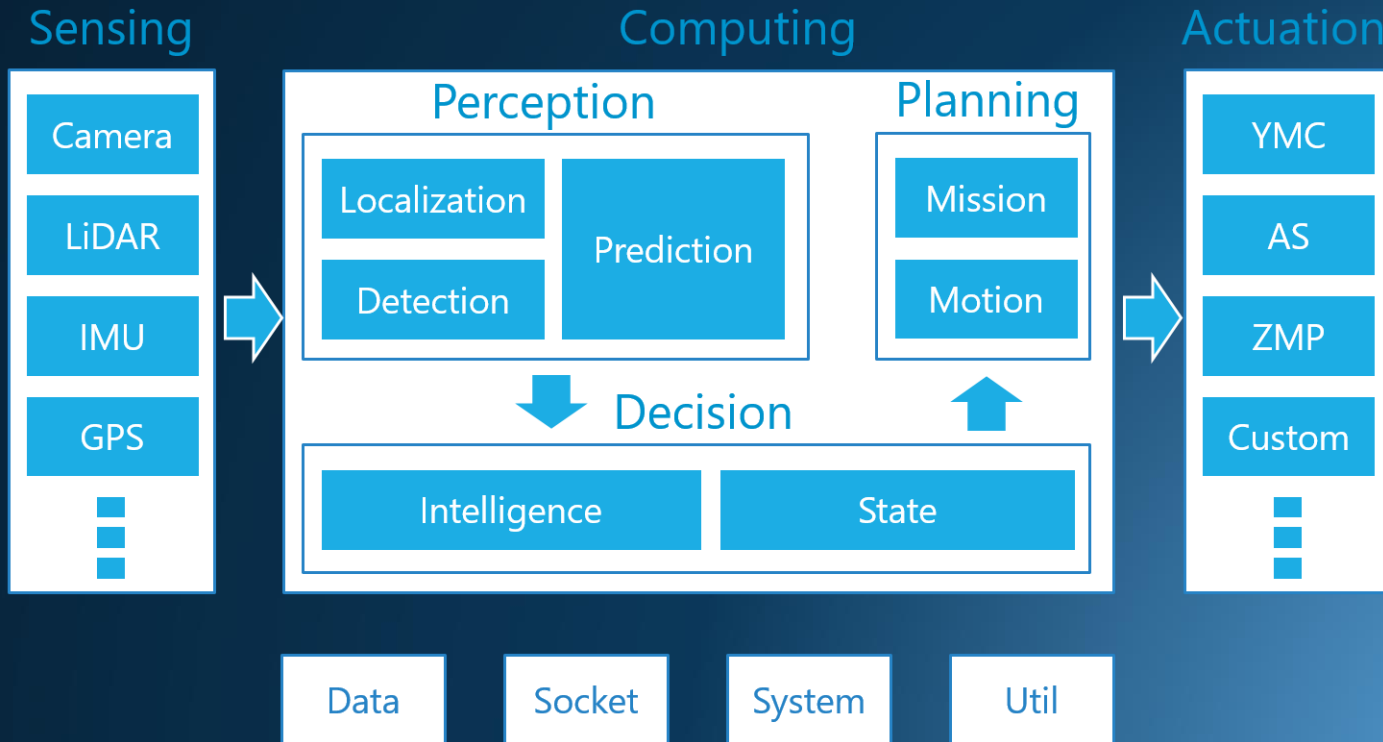 Sensing
Computing
Actuation
Camera
LiDAR
IMU
GPS
Perception
Localization
Detection
Prediction
Planning
Mission
Motion
Decision
Intelligence
State
YMC
AS
ZMP
Custom
Data
Socket
System
Util